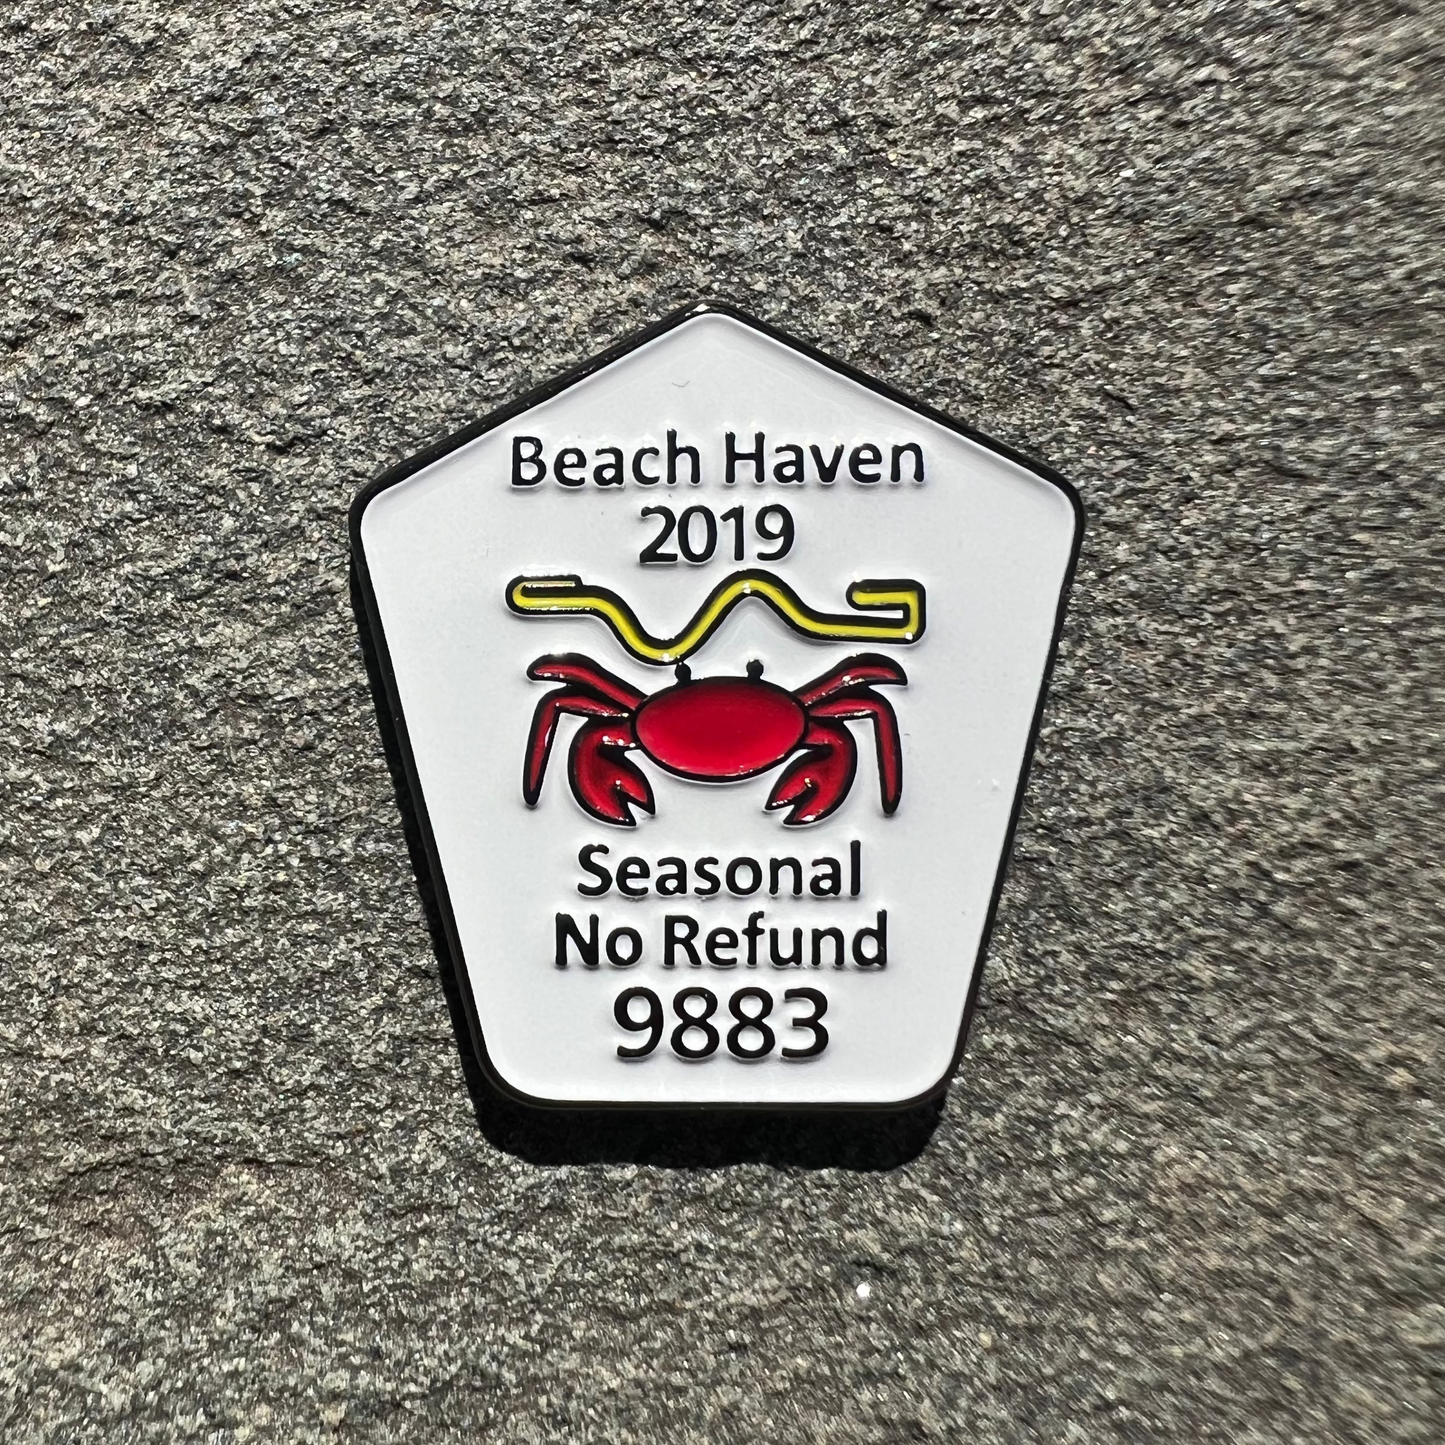 Beach Haven
2019
Seasonal
No Refund
9883